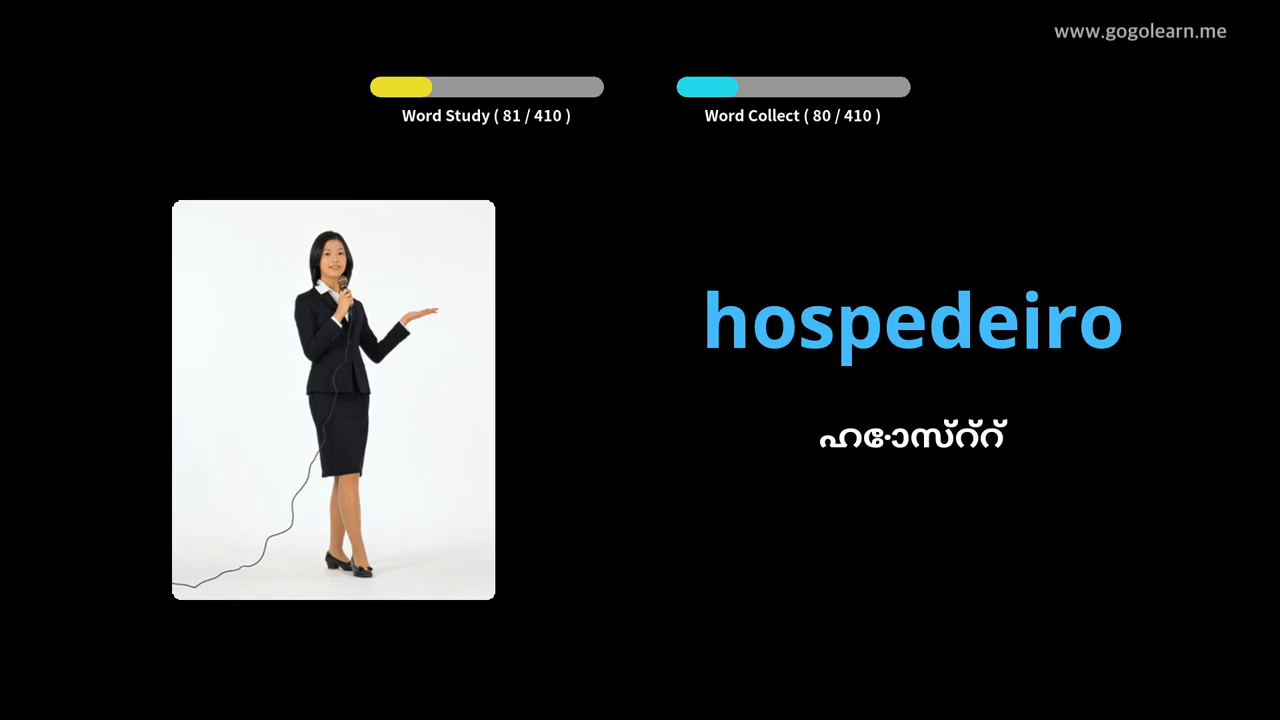 www.gogolearn.me
Word Study ( 81 / 410 )
Word Collect ( 80 / 410 )
hospedeiro
ഹോസ്റ്റ്